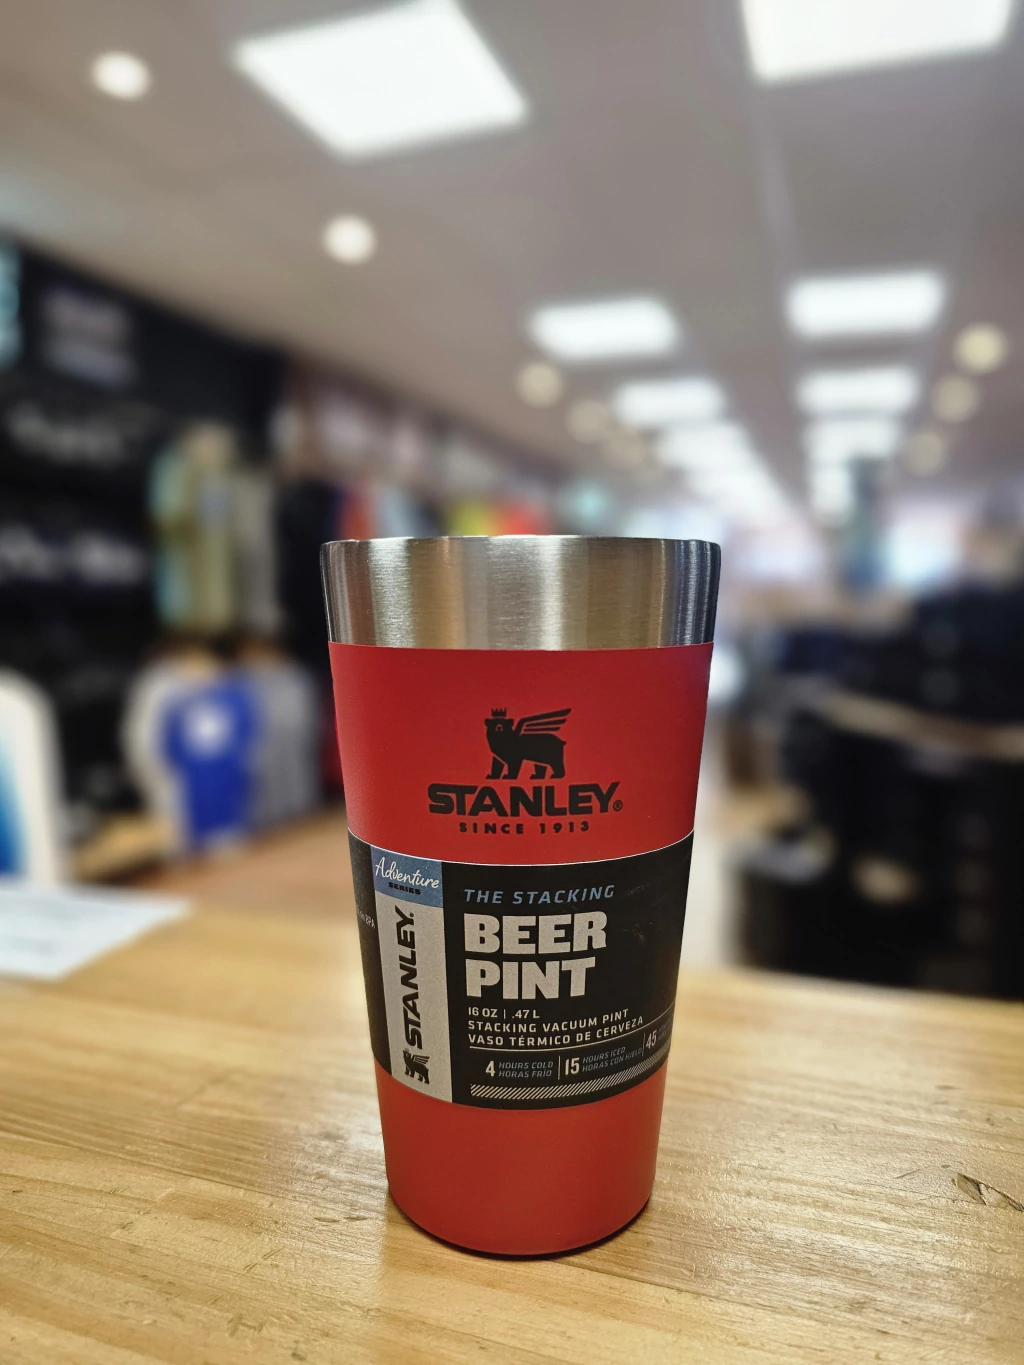 STANLEY®
SINCE 1913
Adventure
SERIES
STANLEY®
THE STACKING
BEER
PINT
16 OZ | .47 L
STACKING VACUUM PINT
VASO TÉRMICO DE CERVEZA
4 HOURS COLD
HORAS FRÍO
15 HOURS ICED
HORAS CON HIELO
45
BPA